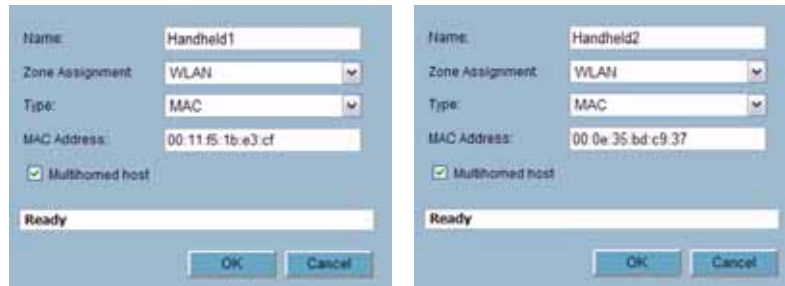 Name: Handheld1
Zone Assignment: WLAN
Type: MAC
MAC Address: 00:11:f5:1b:e3:cf
Multihomed host
Ready
OK Cancel
Name: Handheld2
Zone Assignment: WLAN
Type: MAC
MAC Address: 00:0e:35:bd:c9:37
Multihomed host
Ready
OK Cancel